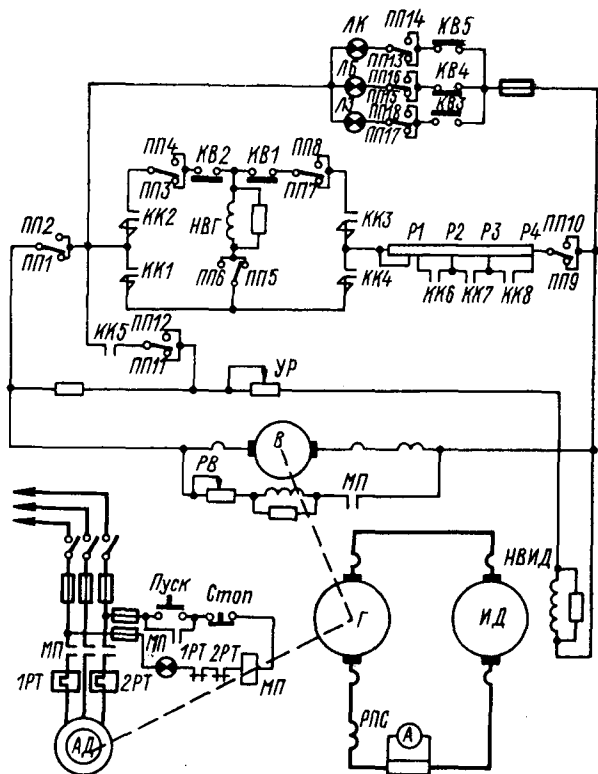 ПП14
КВ5
ЛК
ПП13
ЛБ
ПП16
КВ4
ПП15
ЛЗ
ПП18
КВ3
ПП17
ПП4
КВ2
КВ1
ПП8
ПП3
ПП7
КК2
НВГ
КК3
ПП2
ПП1
КК1
ПП6
ПП5
КК4
Р1
Р2
Р3
Р4
ПП10
ПП9
КК6
КК7
КК8
КК5
ПП12
ПП11
УР
В
РВ
МП
НВИД
Пуск
Стоп
Г
ИД
МП
МП
1РТ
2РТ
МП
1РТ
2РТ
РПС
А
АД